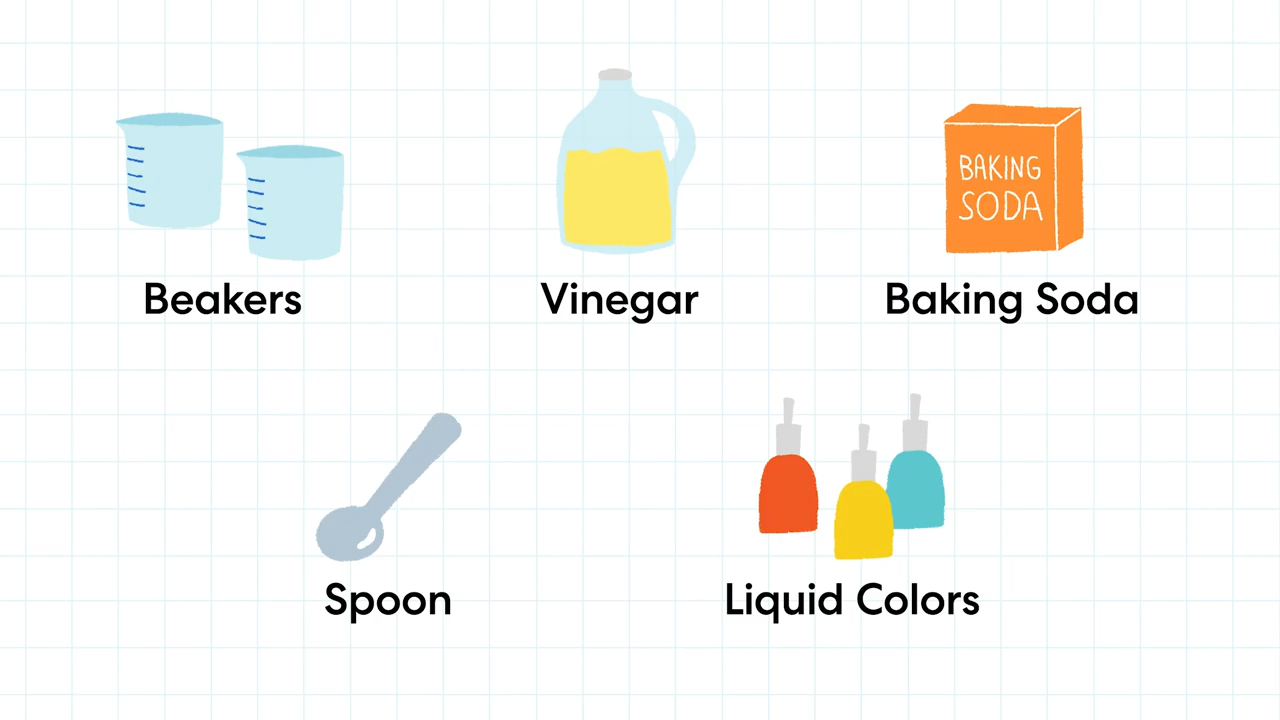 BAKING
SODA
Beakers
Vinegar
Baking Soda
Spoon
Liquid Colors